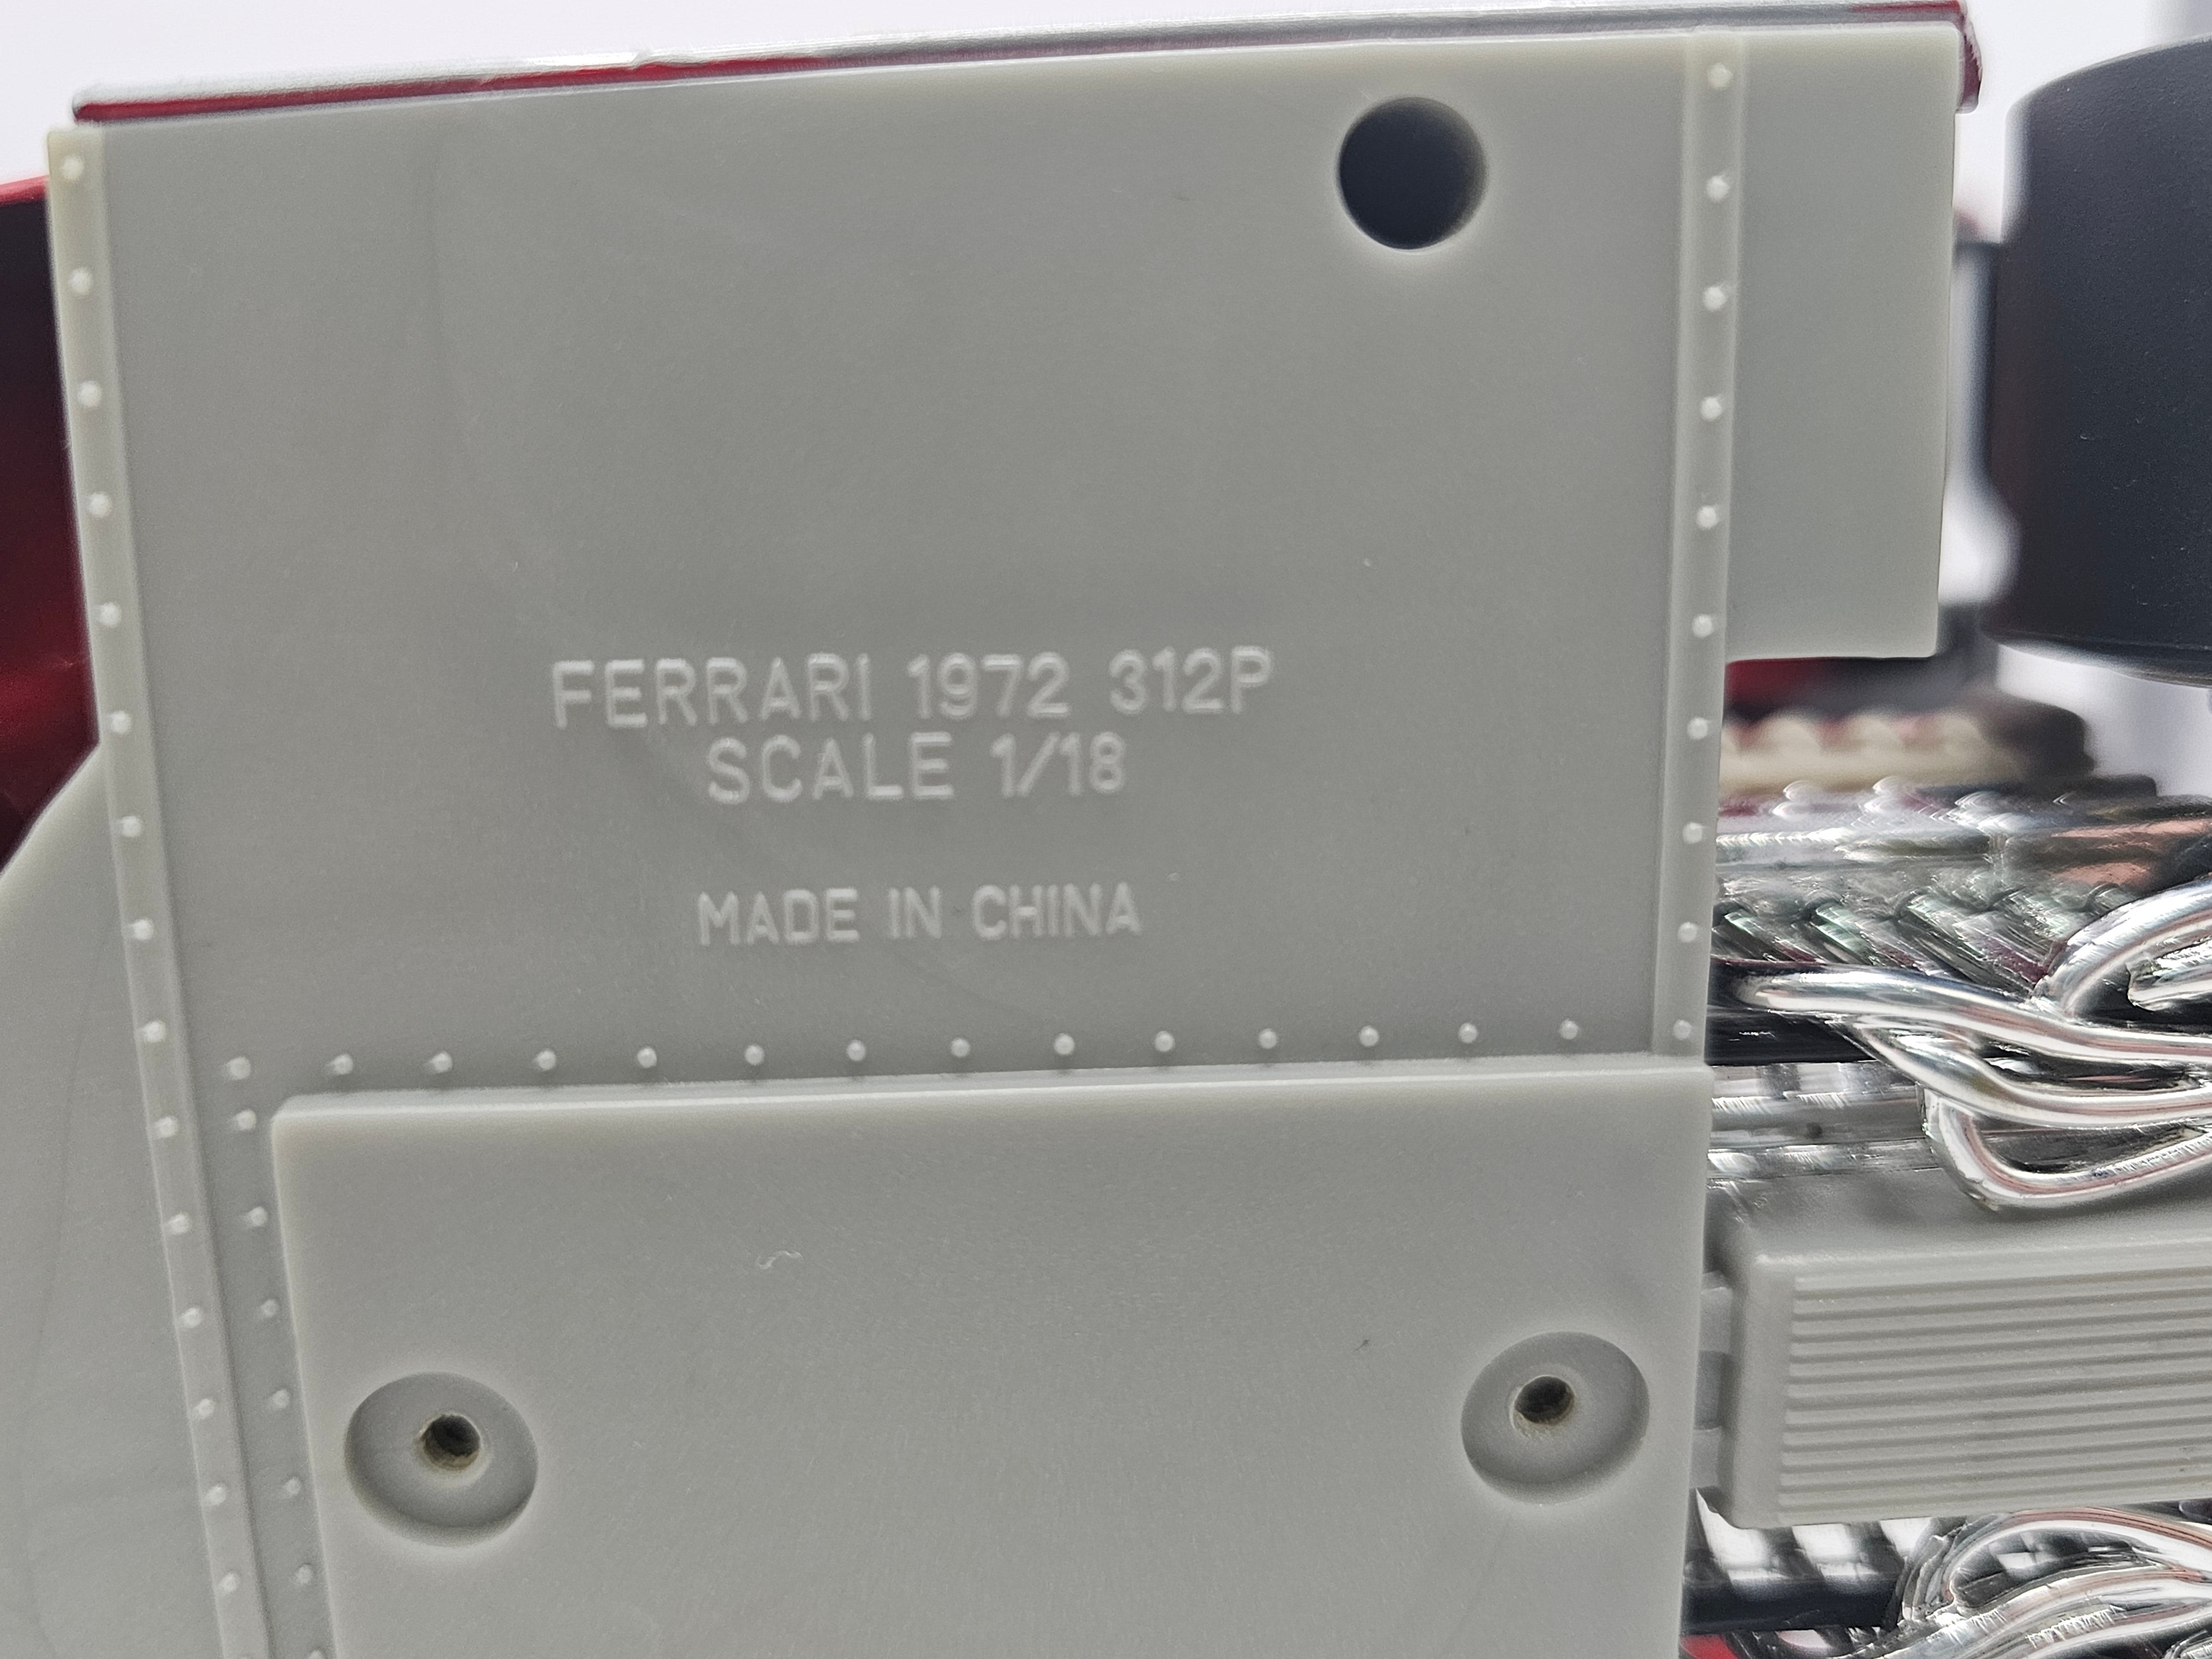 FERRARI 1972 312P
SCALE 1/18
MADE IN CHINA